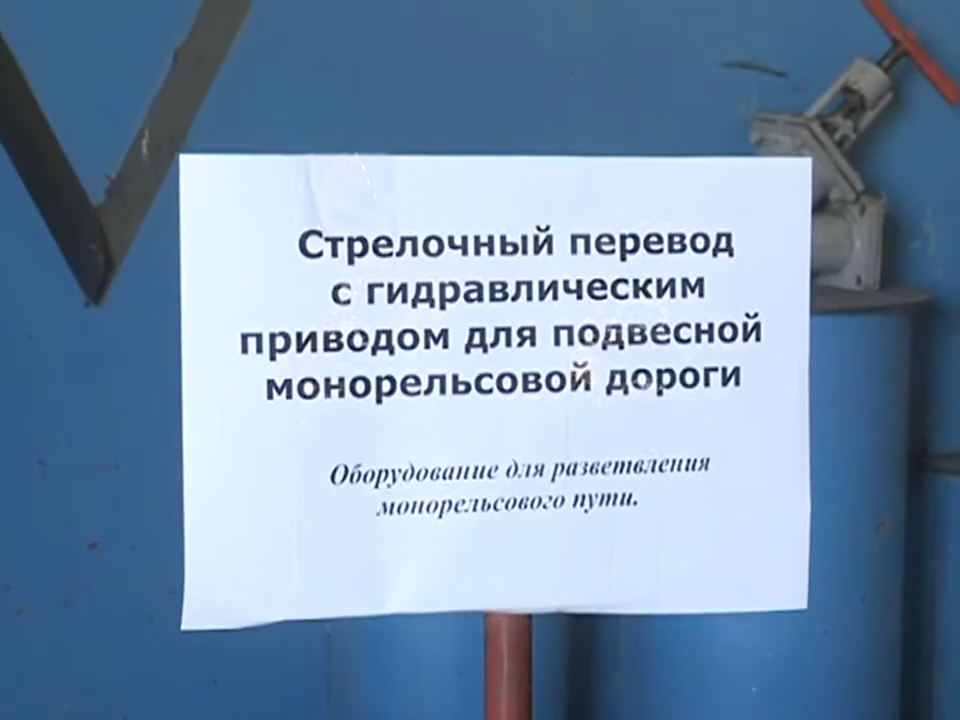 Стрелочный перевод
с гидравлическим
приводом для подвесной
монорельсовой дороги
Оборудование для разветвления
монорельсового пути.